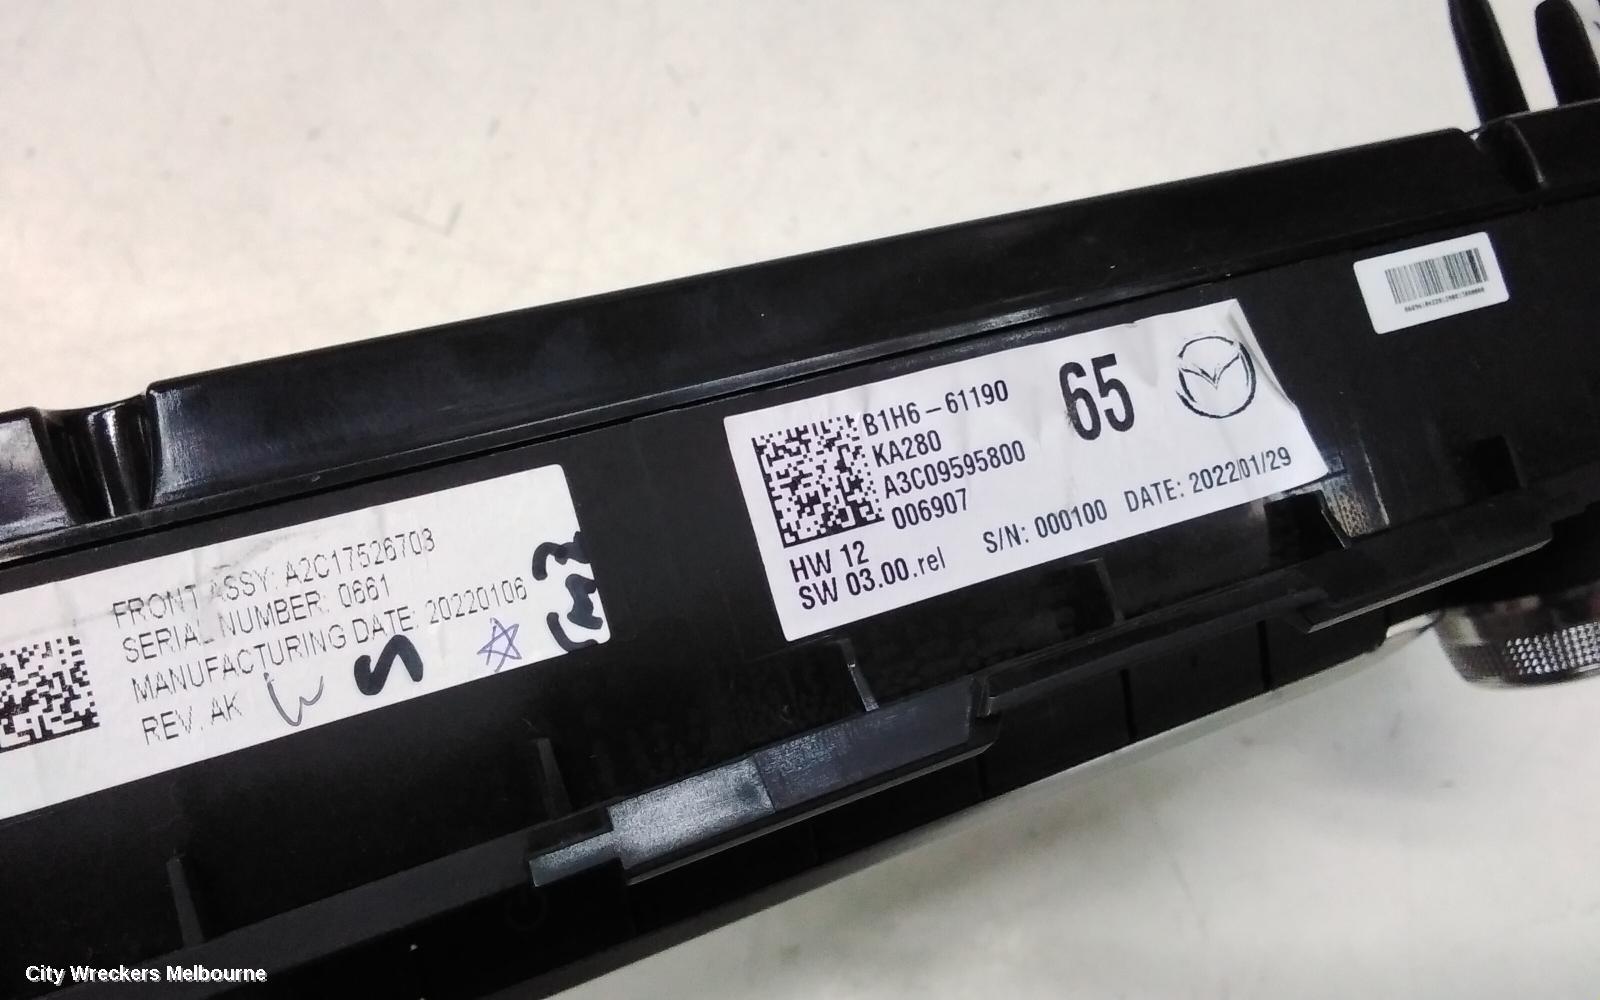 FRONT ASSY: A2C17526703
SERIAL NUMBER: 0661
MANUFACTURING DATE: 20220106
REV. AK
B1H6-61190
KA280
A3C09595800
006907
HW 12
SW 03.00.rel
65
S/N: 000100 DATE: 2022/01/29
City Wreckers Melbourne